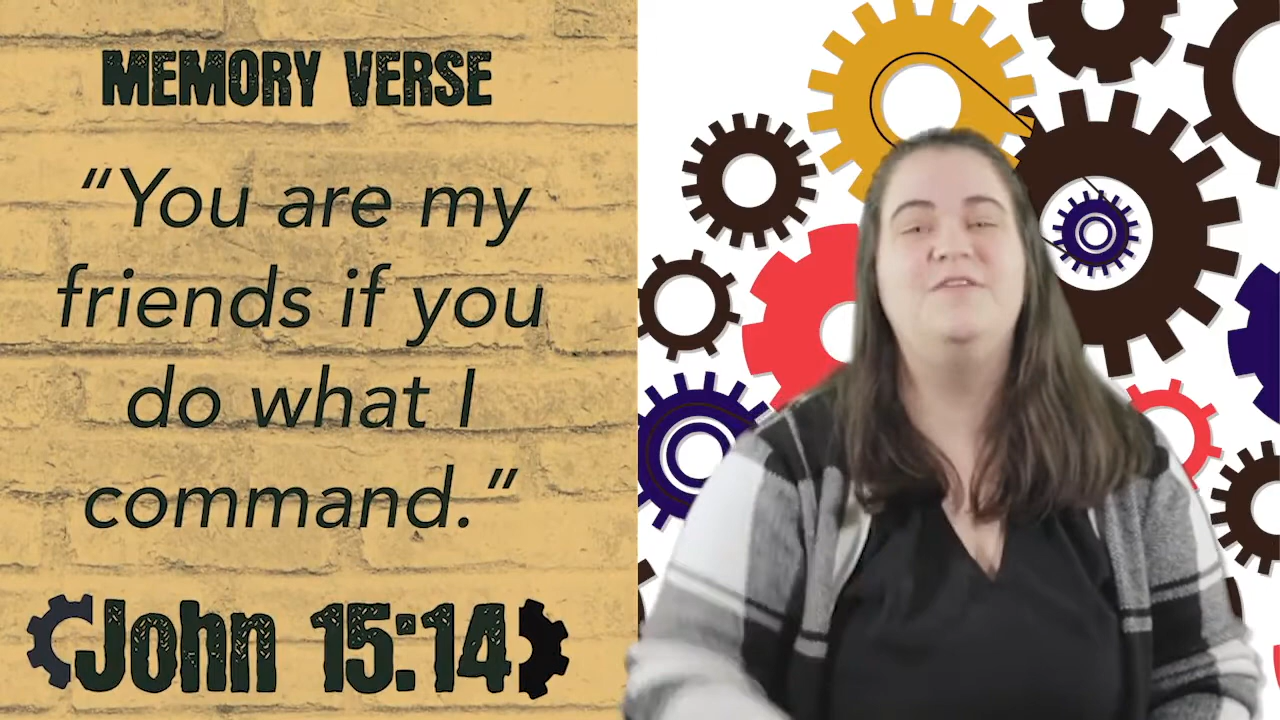 MEMORY VERSE
“You are my
friends if you
do what I
command.”
John 15:14